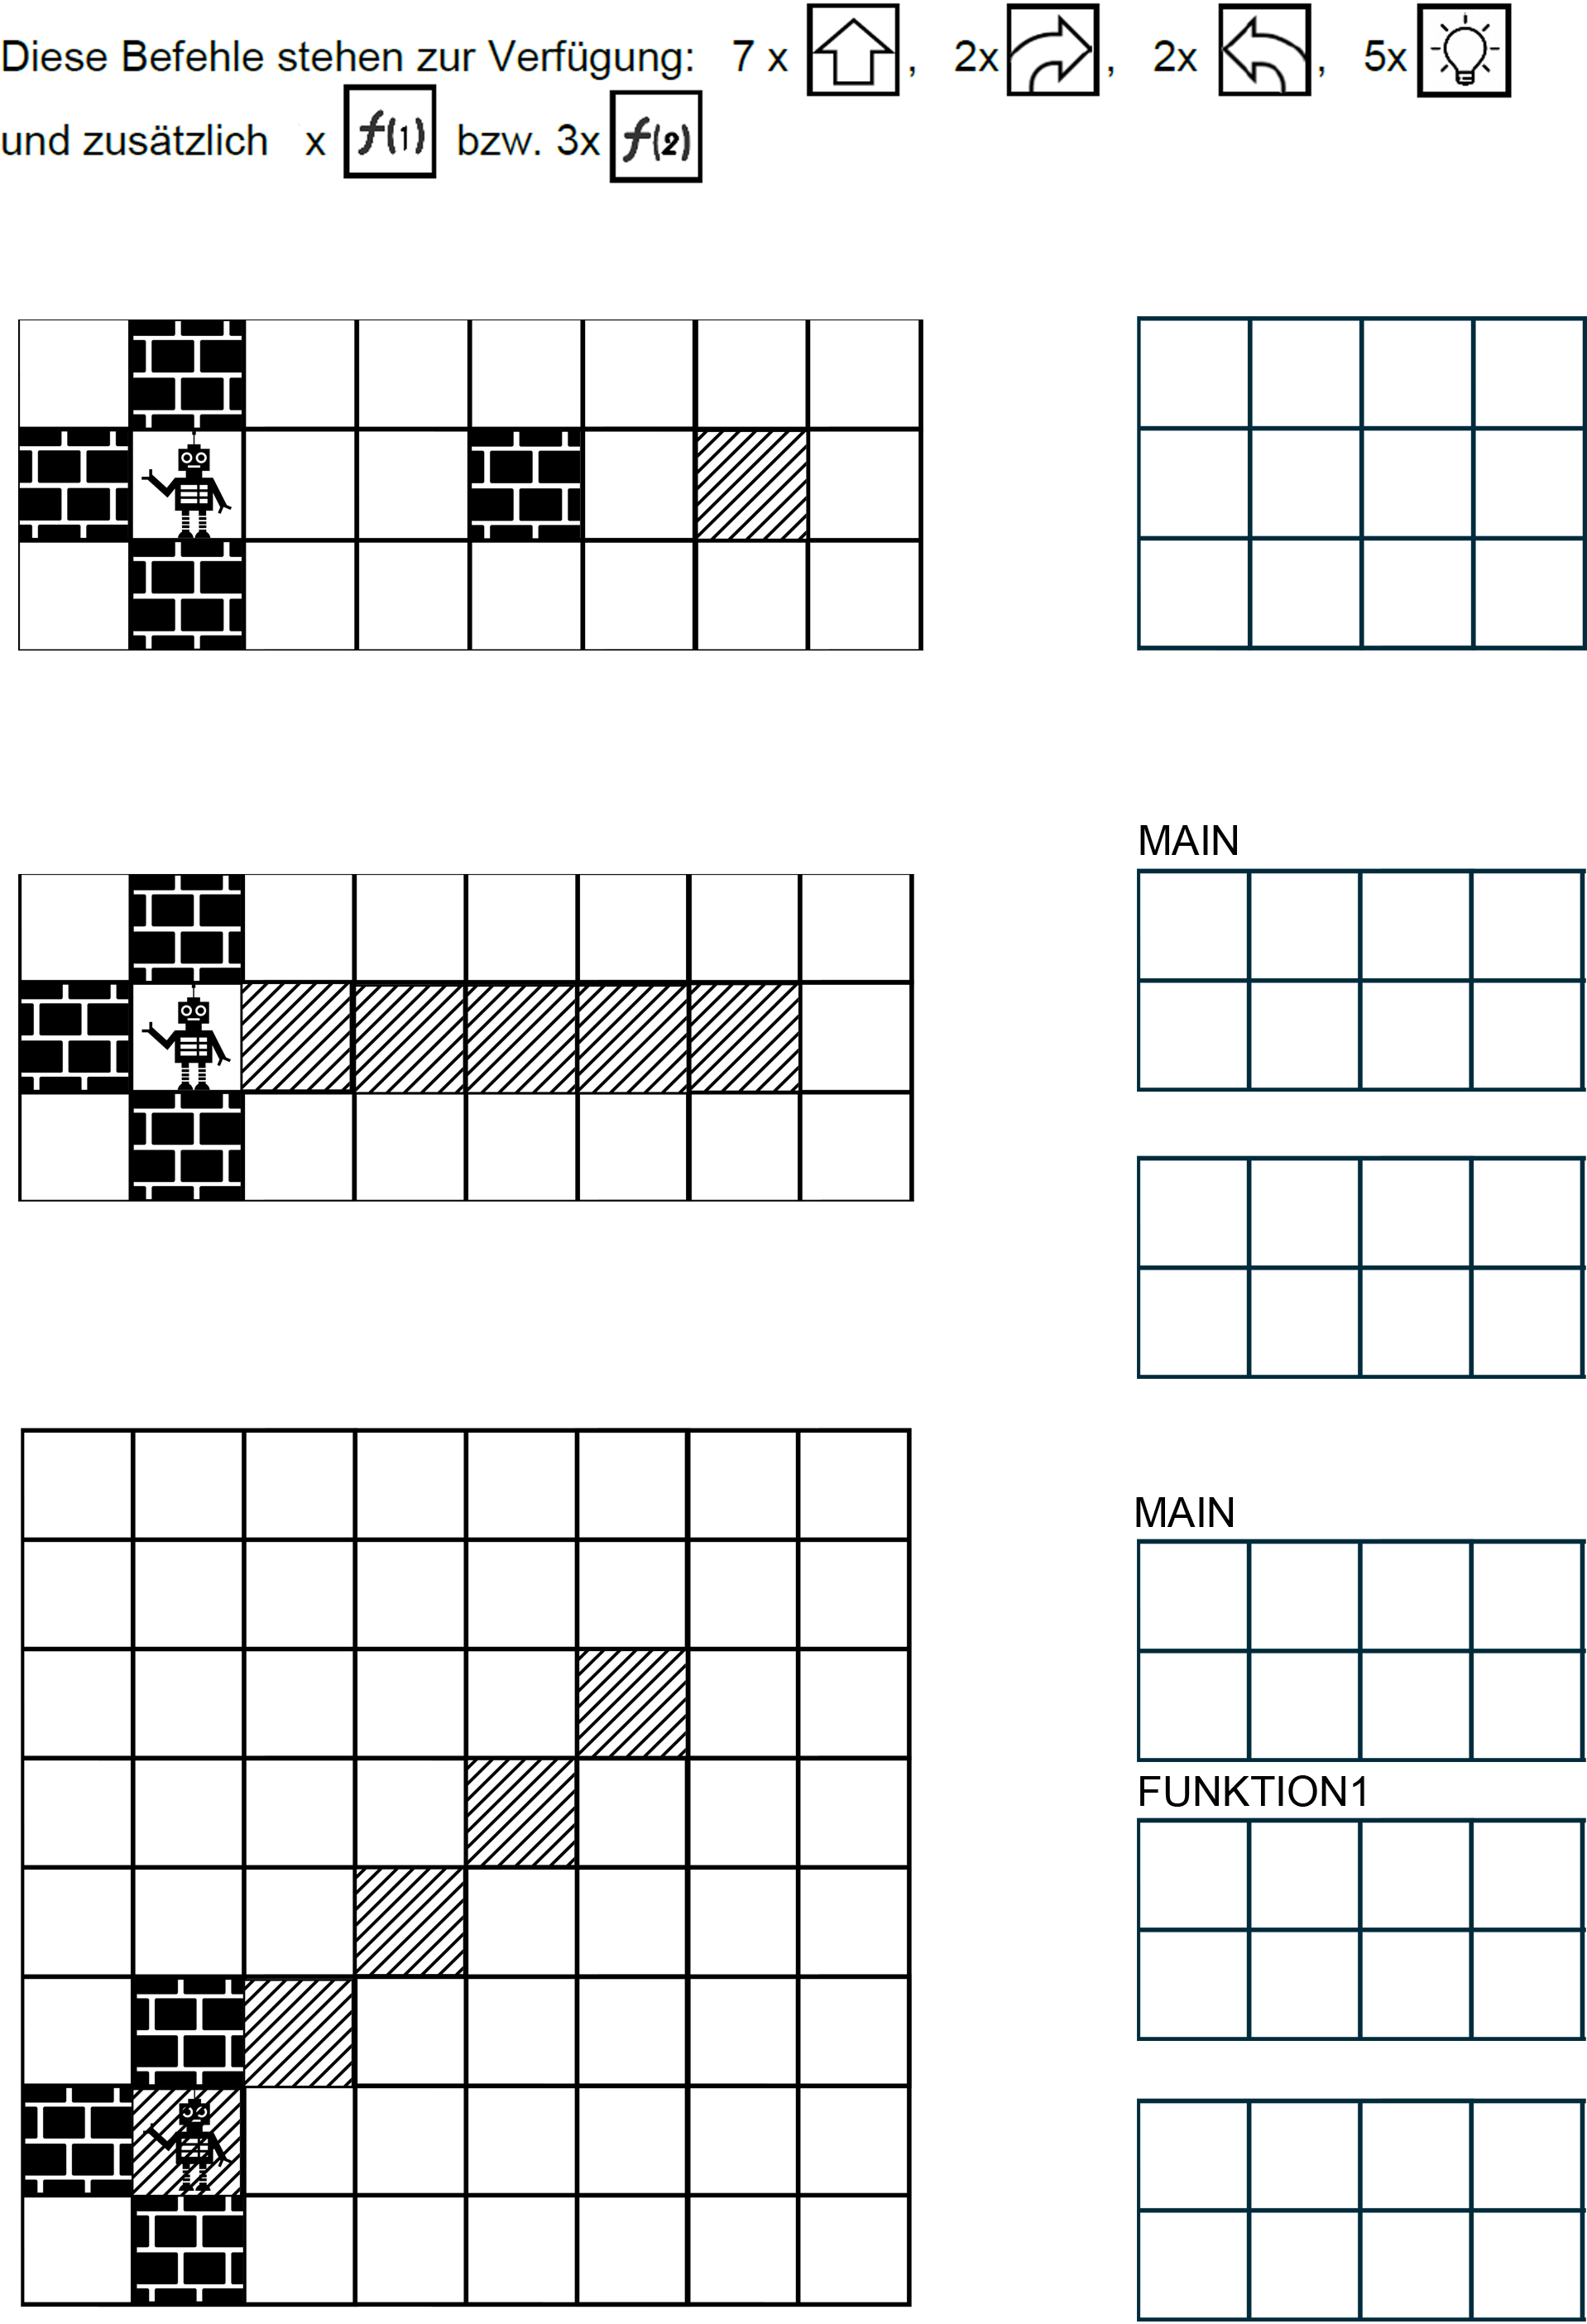 Diese Befehle stehen zur Verfügung: 7 x , 2x , 2x , 5x
und zusätzlich x f(1) bzw. 3x f(2)
MAIN
MAIN
FUNKTION1